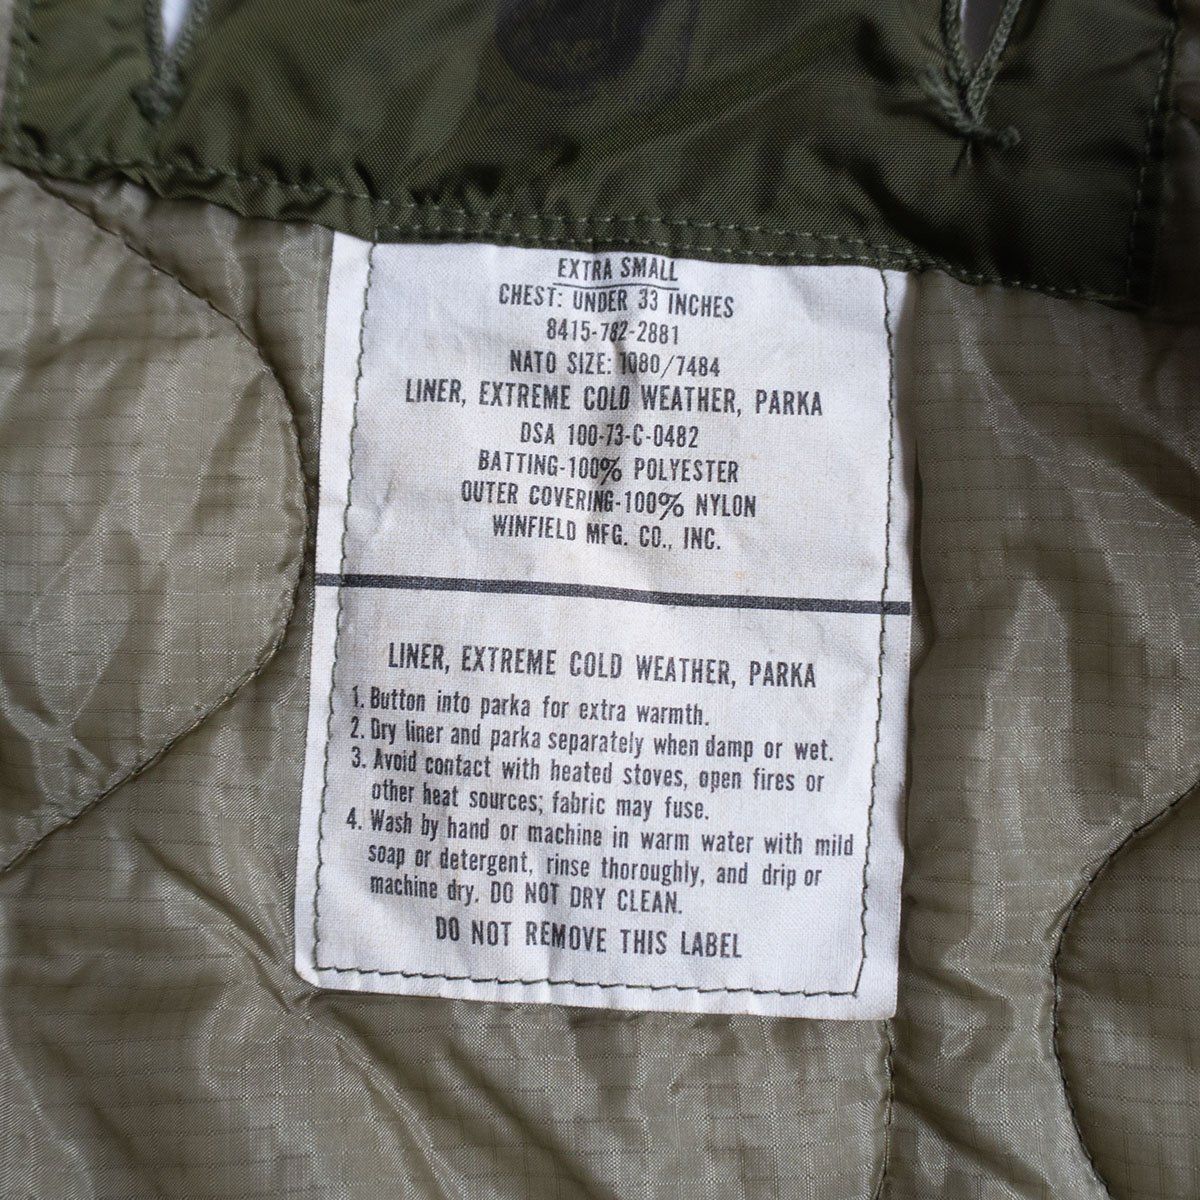 EXTRA SMALL
CHEST: UNDER 33 INCHES
8415-782-2881
NATO SIZE: 1080/7484
LINER, EXTREME COLD WEATHER, PARKA
DSA 100-73-C-0482
BATTING-100% POLYESTER
OUTER COVERING-100% NYLON
WINFIELD MFG. CO., INC.
LINER, EXTREME COLD WEATHER, PARKA
1. Button into parka for extra warmth.
2. Dry liner and parka separately when damp or wet.
3. Avoid contact with heated stoves, open fires or
other heat sources; fabric may fuse.
4. Wash by hand or machine in warm water with mild
soap or detergent, rinse thoroughly, and drip or
machine dry. DO NOT DRY CLEAN.
DO NOT REMOVE THIS LABEL